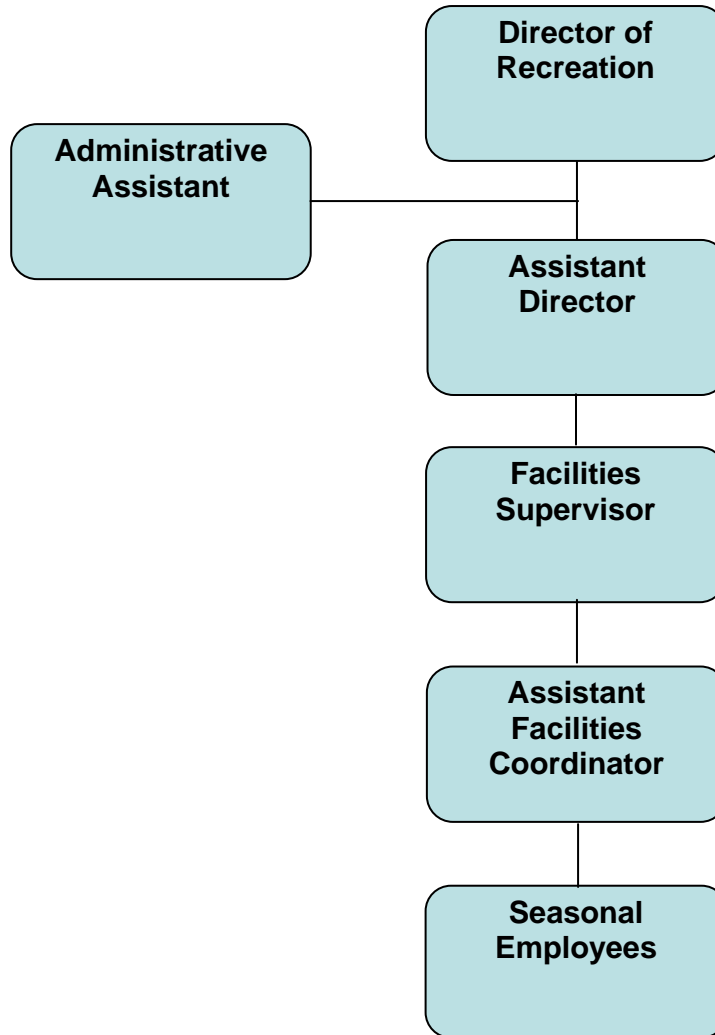 Director of
Recreation
Administrative
Assistant
Assistant
Director
Facilities
Supervisor
Assistant
Facilities
Coordinator
Seasonal
Employees